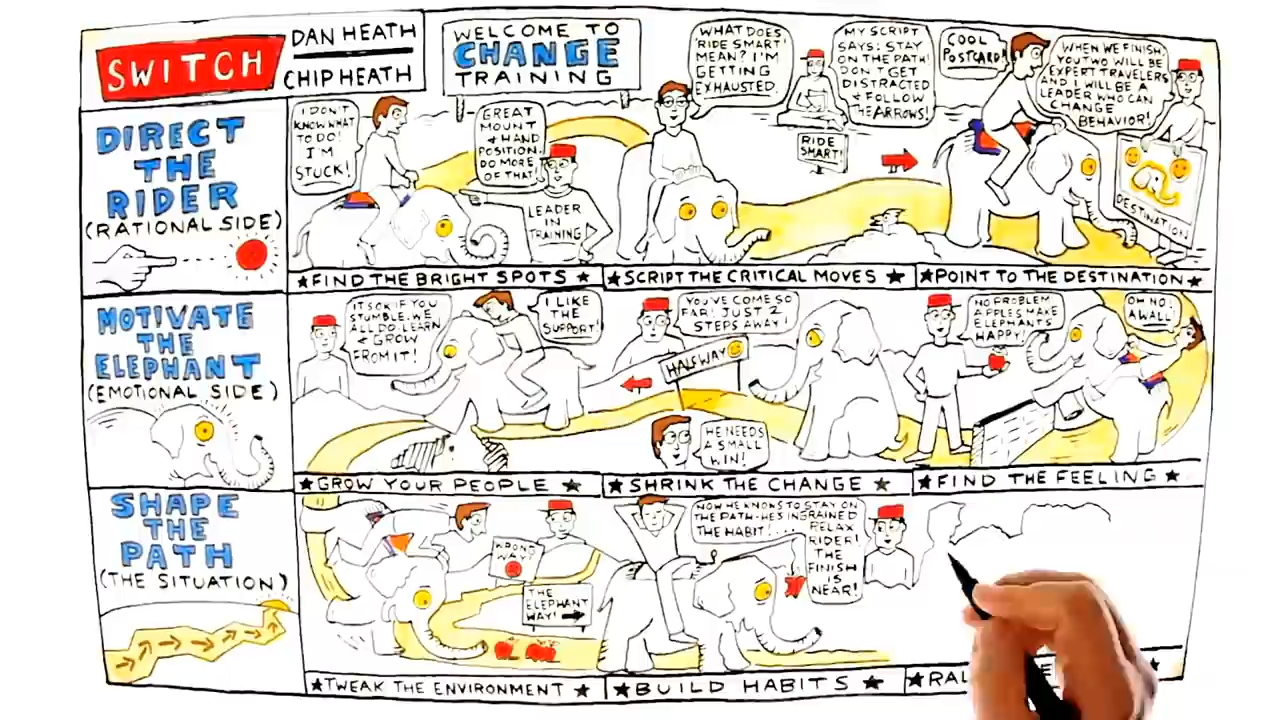 SWITCH
DAN HEATH
CHIP HEATH
WELCOME TO
CHANGE
TRAINING
DIRECT
THE
RIDER
(RATIONAL SIDE)
I DON'T
KNOW WHAT
TO DO!
I'M
STUCK!
GREAT
MOUNT
& HAND
POSITION.
DO MORE
OF THAT!
LEADER
IN
TRAINING
WHAT DOES
'RIDE SMART'
MEAN? I'M
GETTING
EXHAUSTED.
MY SCRIPT
SAYS: STAY
ON THE PATH!
DON'T GET
DISTRACTED
& FOLLOW
THE ARROWS!
RIDE
SMART!
COOL
POSTCARD!
WHEN WE FINISH,
YOU TWO WILL BE
EXPERT TRAVELERS
AND I WILL BE A
LEADER WHO CAN
CHANGE
BEHAVIOR!
DESTINATION
★FIND THE BRIGHT SPOTS ★
★SCRIPT THE CRITICAL MOVES ★
★POINT TO THE DESTINATION★
MOTIVATE
THE
ELEPHANT
(EMOTIONAL SIDE)
IT'S OK IF YOU
STUMBLE. WE
ALL DO. LEARN
& GROW
FROM IT!
I LIKE
THE
SUPPORT!
YOU'VE COME SO
FAR! JUST 2
STEPS AWAY!
HALFWAY
HE NEEDS
A SMALL
WIN!
NO PROBLEM
APPLES MAKE
ELEPHANTS
HAPPY!
OH NO!
A WALL!
★GROW YOUR PEOPLE ★
★SHRINK THE CHANGE ★
★FIND THE FEELING ★
SHAPE
THE
PATH
(THE SITUATION)
WRONG
WAY!
THE
ELEPHANT
WAY!
NOW HE KNOWS TO STAY ON
THE PATH-HE'S INGRAINED
THE HABIT!....
RELAX
RIDER!
THE
FINISH
IS
NEAR!
★TWEAK THE ENVIRONMENT ★
★BUILD HABITS ★